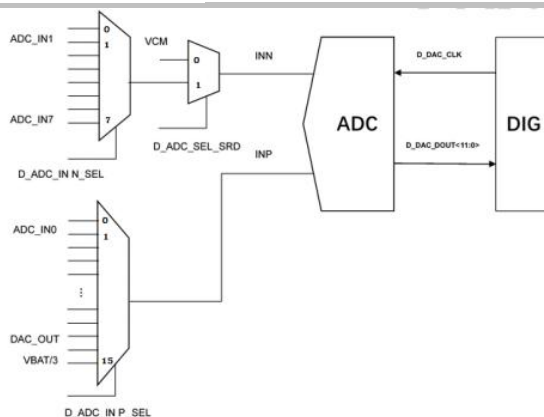 ADC_IN1
0
1
VCM
0
1
INN
D_DAC_CLK
ADC
DIG
ADC_IN7
7
D_ADC_SEL_SRD
D_DAC_DOUT<11:0>
D_ADC_IN N_SEL
INP
ADC_IN0
0
1
⋮
DAC_OUT
VBAT/3
15
D_ADC_IN P_SEL